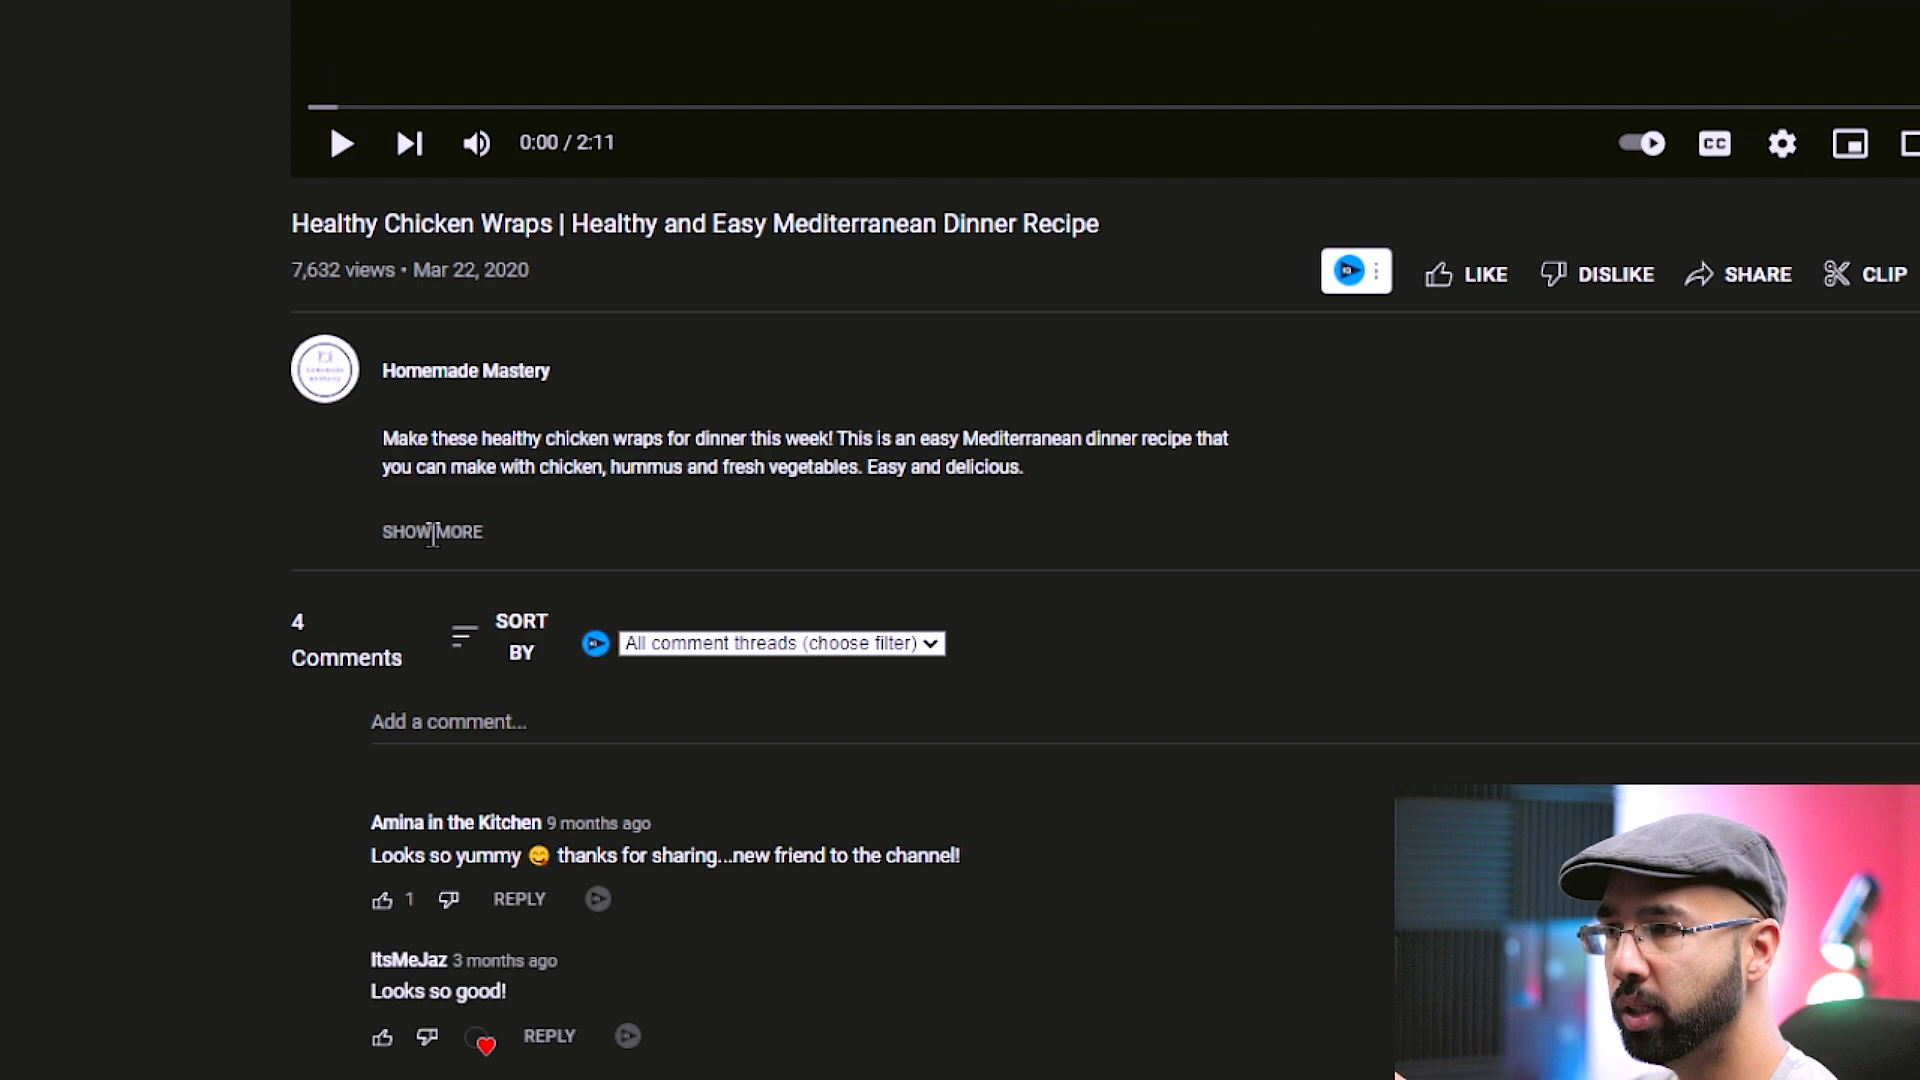 0:00 / 2:11
CC
Healthy Chicken Wraps | Healthy and Easy Mediterranean Dinner Recipe
7,632 views • Mar 22, 2020
LIKE
DISLIKE
SHARE
CLIP
Homemade Mastery
Make these healthy chicken wraps for dinner this week! This is an easy Mediterranean dinner recipe that
you can make with chicken, hummus and fresh vegetables. Easy and delicious.
SHOW MORE
4
Comments
SORT
BY
All comment threads (choose filter)
Add a comment...
Amina in the Kitchen 9 months ago
Looks so yummy 😋 thanks for sharing...new friend to the channel!
1
REPLY
ItsMeJaz 3 months ago
Looks so good!
REPLY